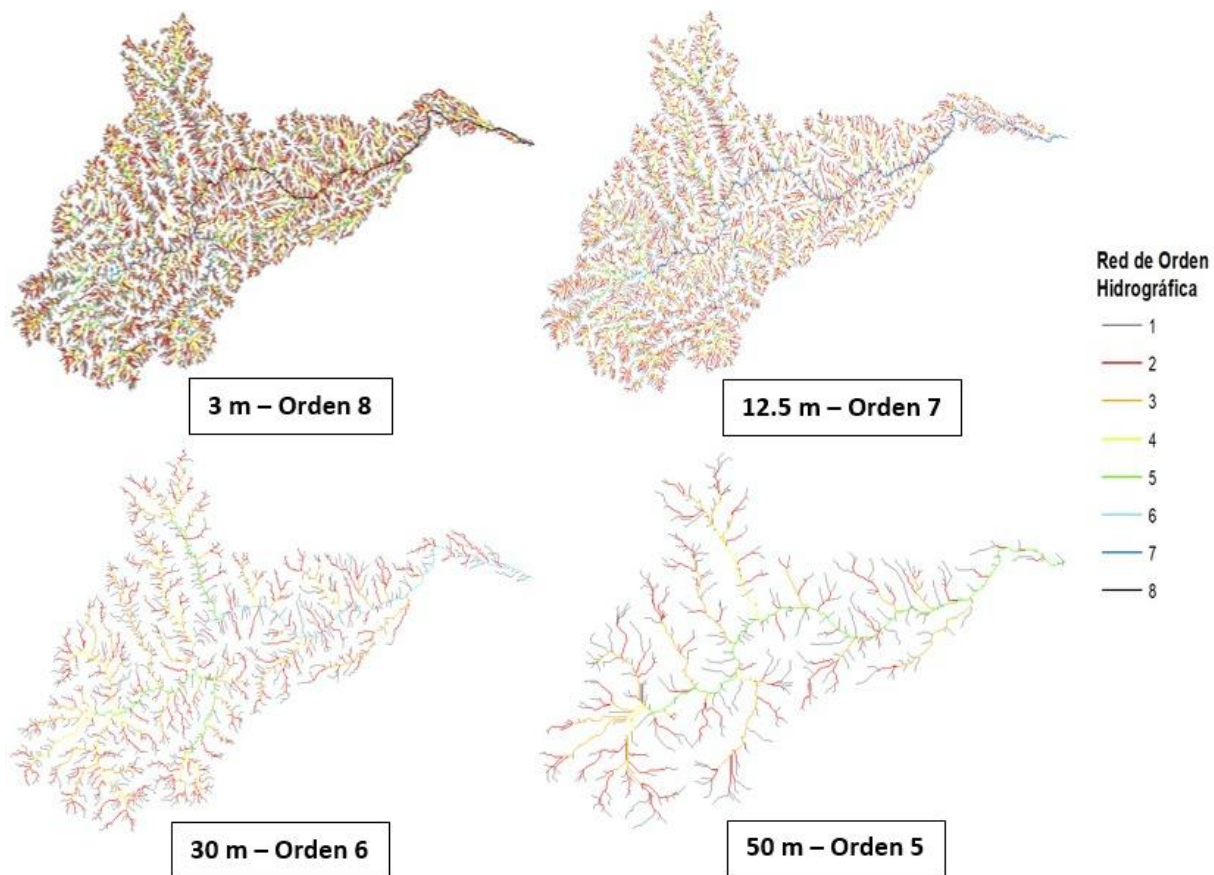 3 m – Orden 8
12.5 m – Orden 7
Red de Orden
Hidrográfica
1
2
3
4
5
6
7
8
30 m – Orden 6
50 m – Orden 5